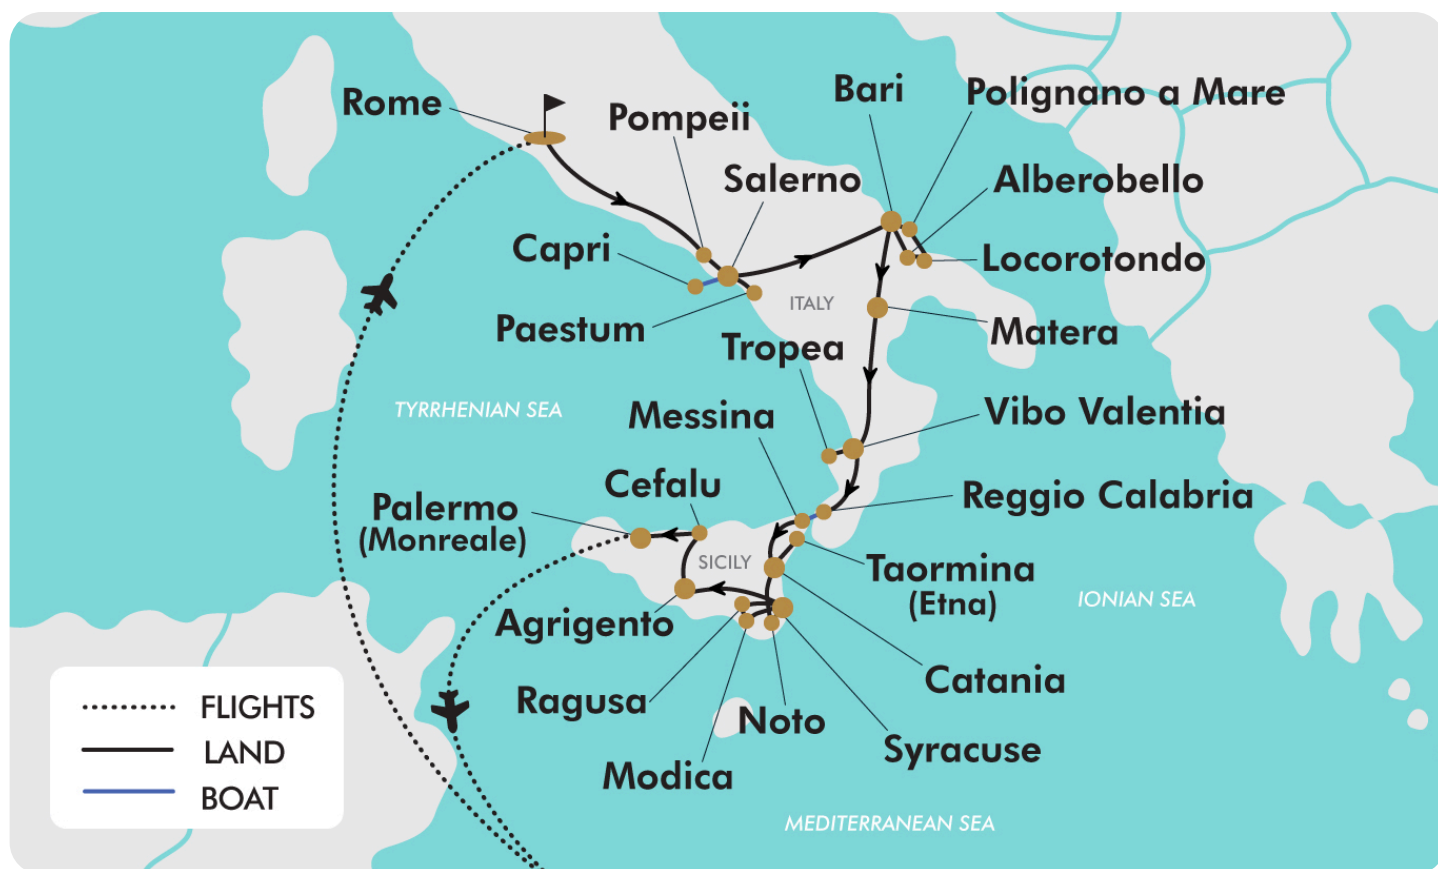 Rome
Pompeii
Bari
Polignano a Mare
Salerno
Alberobello
Capri
Locorotondo
ITALY
Paestum
Matera
Tropea
TYRRHENIAN SEA
Messina
Vibo Valentia
Cefalu
Reggio Calabria
Palermo
(Monreale)
SICILY
Taormina
(Etna)
IONIAN SEA
Agrigento
Catania
Ragusa
Noto
Syracuse
Modica
FLIGHTS
LAND
BOAT
MEDITERRANEAN SEA